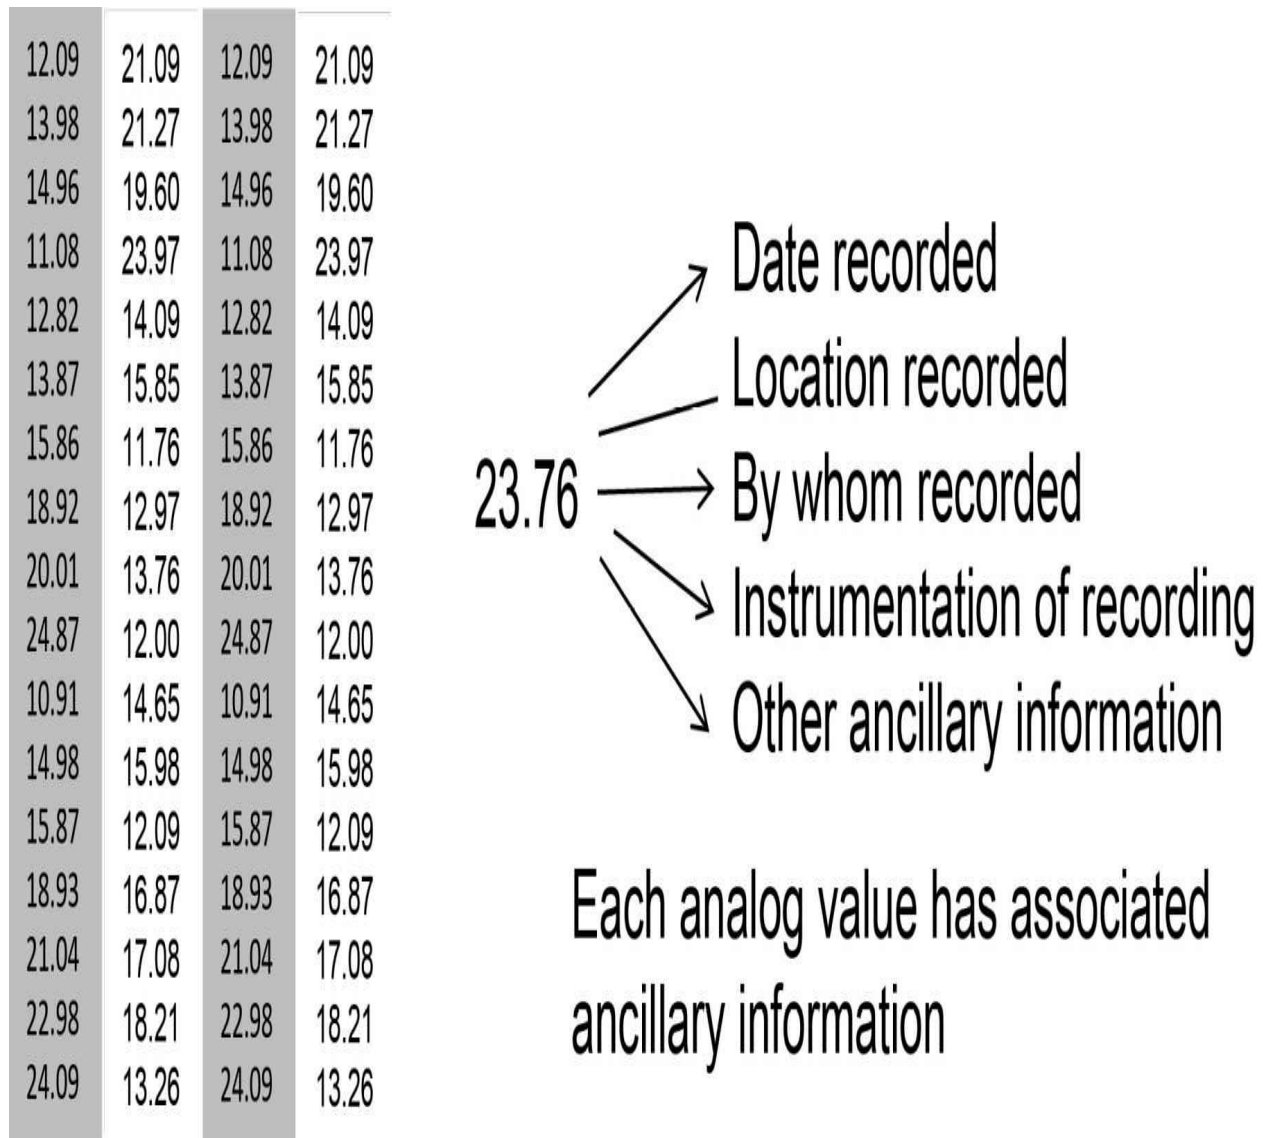 12.09 21.09 12.09 21.09
13.98 21.27 13.98 21.27
14.96 19.60 14.96 19.60
11.08 23.97 11.08 23.97
12.82 14.09 12.82 14.09
13.87 15.85 13.87 15.85
15.86 11.76 15.86 11.76
18.92 12.97 18.92 12.97
20.01 13.76 20.01 13.76
24.87 12.00 24.87 12.00
10.91 14.65 10.91 14.65
14.98 15.98 14.98 15.98
15.87 12.09 15.87 12.09
18.93 16.87 18.93 16.87
21.04 17.08 21.04 17.08
22.98 18.21 22.98 18.21
24.09 13.26 24.09 13.26
23.76
Date recorded
Location recorded
By whom recorded
Instrumentation of recording
Other ancillary information
Each analog value has associated
ancillary information